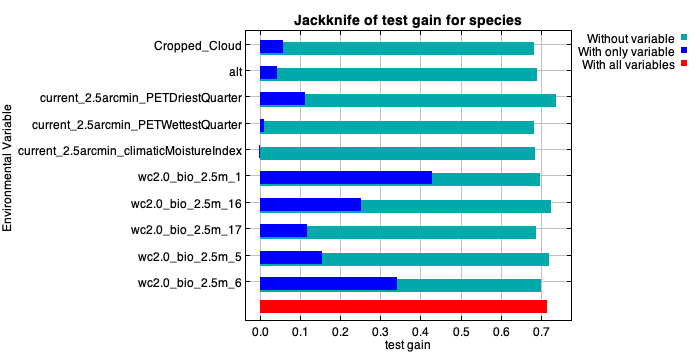 Jackknife of test gain for species
Without variable
With only variable
With all variables
Environmental Variable
Cropped_Cloud
alt
current_2.5arcmin_PETDriestQuarter
current_2.5arcmin_PETWettestQuarter
current_2.5arcmin_climaticMoistureIndex
wc2.0_bio_2.5m_1
wc2.0_bio_2.5m_16
wc2.0_bio_2.5m_17
wc2.0_bio_2.5m_5
wc2.0_bio_2.5m_6
0.0 0.1 0.2 0.3 0.4 0.5 0.6 0.7
test gain